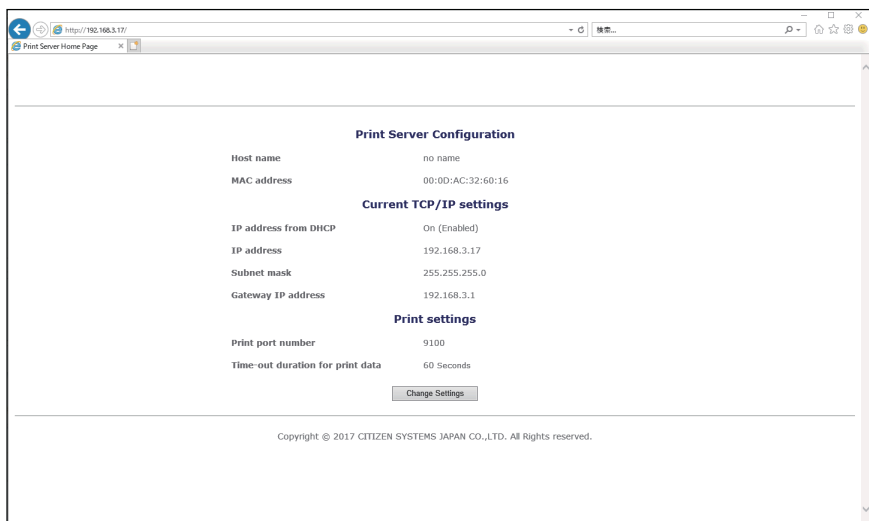 http://192.168.3.17/
検索...
Print Server Home Page
Print Server Configuration
Host name no name
MAC address 00:0D:AC:32:60:16
Current TCP/IP settings
IP address from DHCP On (Enabled)
IP address 192.168.3.17
Subnet mask 255.255.255.0
Gateway IP address 192.168.3.1
Print settings
Print port number 9100
Time-out duration for print data 60 Seconds
Change Settings
Copyright © 2017 CITIZEN SYSTEMS JAPAN CO.,LTD. All Rights reserved.